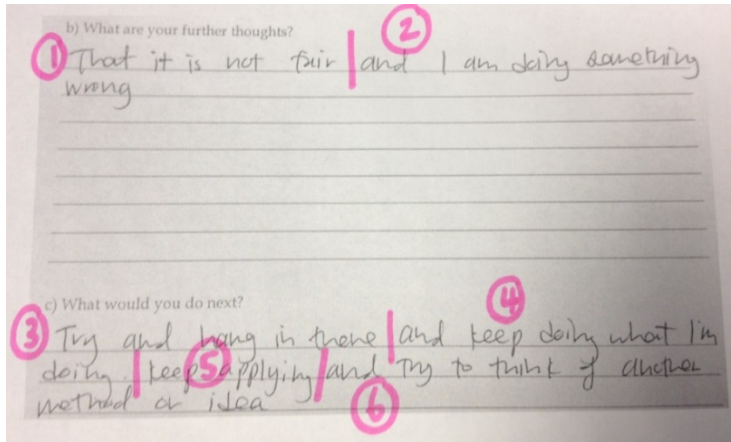 b) What are your further thoughts?
②
① That it is not fair | and I am doing something
wrong
c) What would you do next?
④
③ Try and hang in there | and keep doing what I'm
doing. | keep ⑤ applying | and Try to think of another
method or idea
⑥